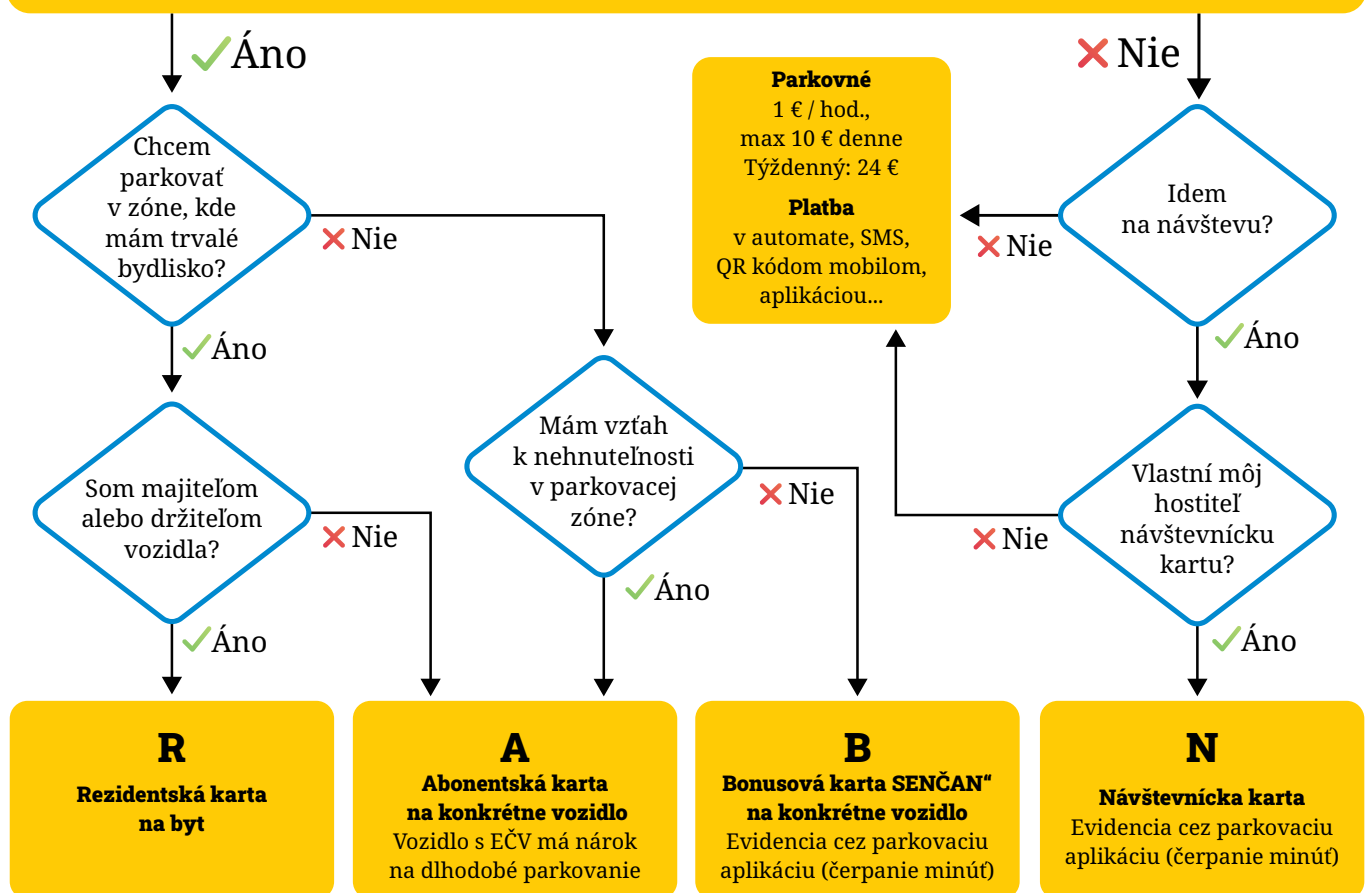 Áno
Nie
Parkovné
1 € / hod.,
max 10 € denne
Týždenný: 24 €
Platba
v automate, SMS,
QR kódom mobilom,
aplikáciou...
Chcem
parkovať
v zóne, kde
mám trvalé
bydlisko?
Nie
Idem
na návštevu?
Nie
Áno
Áno
Mám vzťah
k nehnuteľnosti
v parkovacej
zóne?
Nie
Som majiteľom
alebo držiteľom
vozidla?
Nie
Vlastní môj
hostiteľ
návštevnícku
kartu?
Nie
Áno
Áno
Áno
R
Rezidentská karta
na byt
A
Abonentská karta
na konkrétne vozidlo
Vozidlo s EČV má nárok
na dlhodobé parkovanie
B
Bonusová karta SENČAN“
na konkrétne vozidlo
Evidencia cez parkovaciu
aplikáciu (čerpanie minúť)
N
Návštevnícka karta
Evidencia cez parkovaciu
aplikáciu (čerpanie minúť)